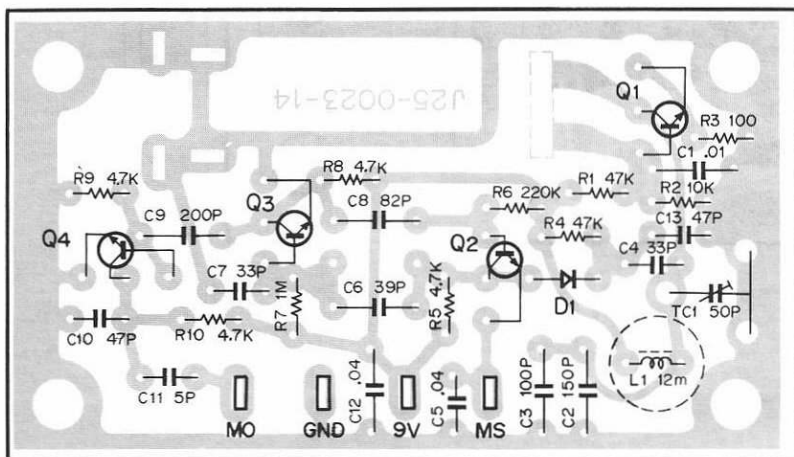 J25-0023-14
Q1
R3 100
C1 .01
R9 4.7K
R8 4.7K
R1 47K
R2 10K
R6 220K
C9 200P
Q3
C8 82P
R4 47K
C13 47P
Q4
Q2
C4 33P
C7 33P
C6 39P
R7 1M
R5 4.7K
D1
TC1 50P
C10 47P
R10 4.7K
L1 12m
C11 5P
C12 .04
C5 .04
C3 100P
C2 150P
MO
GND
9V
MS